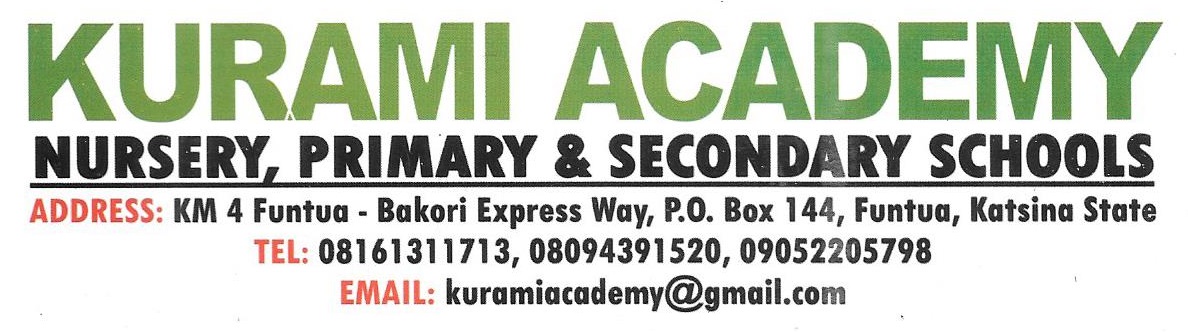 KURAMI ACADEMY
NURSERY, PRIMARY & SECONDARY SCHOOLS
ADDRESS: KM 4 Funtua - Bakori Express Way, P.O. Box 144, Funtua, Katsina State
TEL: 08161311713, 08094391520, 09052205798
EMAIL: kuramiacademy@gmail.com